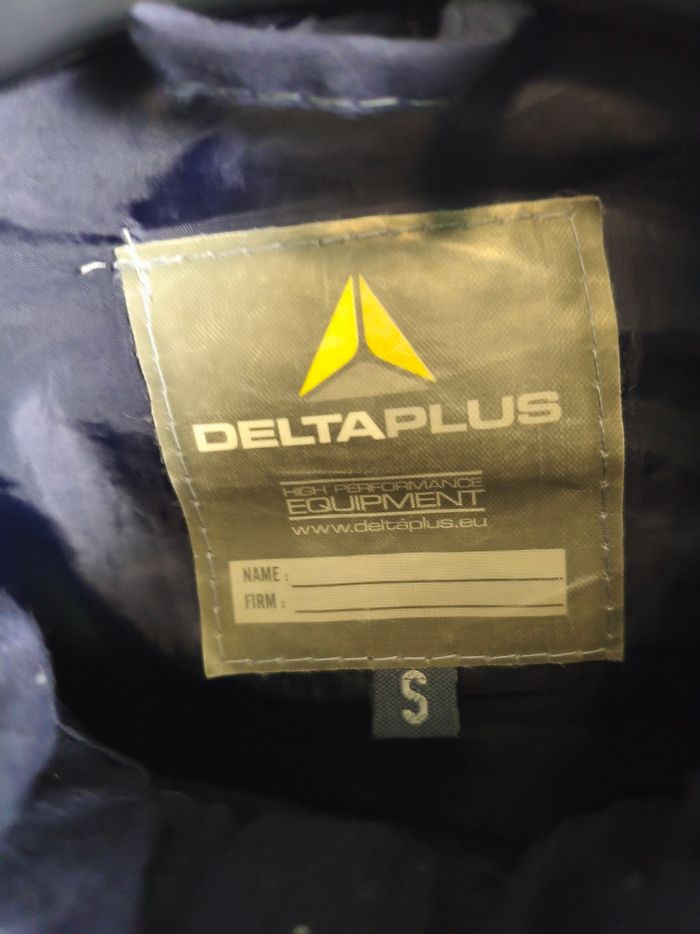 DELTAPLUS
HIGH PERFORMANCE
EQUIPMENT
www.deltaplus.eu
NAME :
FIRM :
S